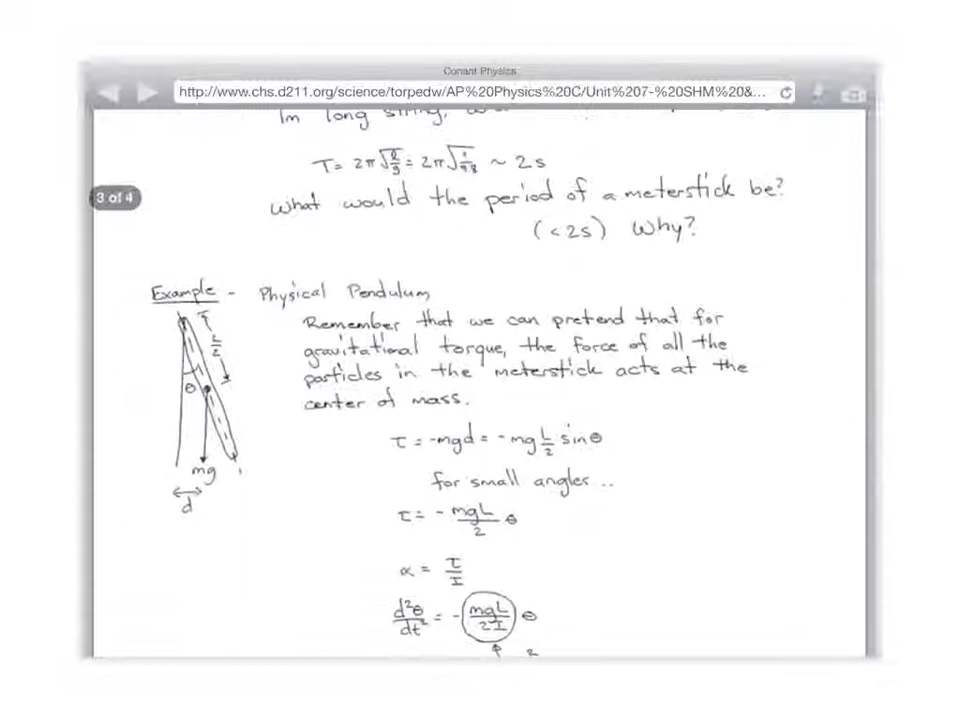 Conant Physics
http://www.chs.d211.org/science/torpedw/AP%20Physics%20C/Unit%207-%20SHM%20&...
1m long string,
T = 2π√(l/g) = 2π√(1/9.8) ~ 2s
3 of 4
What would the period of a meterstick be?
(<2s) Why?
Example - Physical Pendulum
Remember that we can pretend that for
gravitational torque, the force of all the
particles in the meterstick acts at the
center of mass.
L/2
θ
mg
d
τ = -mgd = -mg L/2 sinθ
for small angles...
τ = - mgL/2 θ
α = τ/I
d²θ/dt² = -(mgL/2I) θ
2